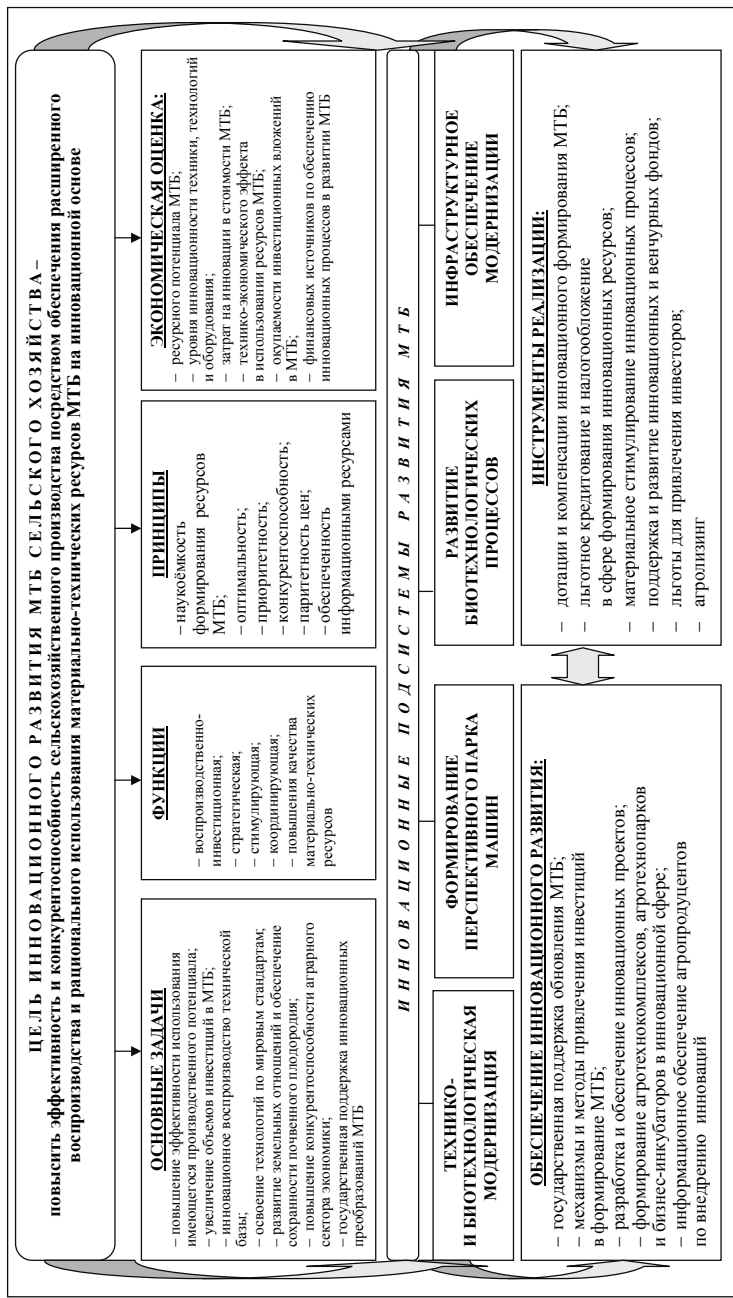 ЦЕЛЬ ИННОВАЦИОННОГО РАЗВИТИЯ МТБ СЕЛЬСКОГО ХОЗЯЙСТВА–
повысить эффективность и конкурентоспособность сельскохозяйственного производства посредством обеспечения расширенного
воспроизводства и рационального использования материально-технических ресурсов МТБ на инновационной основе
ОСНОВНЫЕ ЗАДАЧИ
– повышение эффективности использования
имеющегося производственного потенциала;
– увеличение объемов инвестиций в МТБ;
– инновационное воспроизводство технической
базы;
– освоение технологий по мировым стандартам;
– развитие земельных отношений и обеспечение
сохранности почвенного плодородия;
– повышение конкурентоспособности аграрного
сектора экономики;
– государственная поддержка инновационных
преобразований МТБ
ФУНКЦИИ
– воспроизводственно-
инвестиционная;
– стратегическая;
– стимулирующая;
– координирующая;
– повышения качества
материально-технических
ресурсов
ПРИНЦИПЫ
– наукоёмкость
формирования ресурсов
МТБ;
– оптимальность;
– приоритетность;
– конкурентоспособность;
– паритетность цен;
– обеспеченность
информационными ресурсами
ЭКОНОМИЧЕСКАЯ ОЦЕНКА:
– ресурсного потенциала МТБ;
– уровня инновационности техники, технологий
и оборудования;
– затрат на инновации в стоимости МТБ;
– технико-экономического эффекта
в использовании ресурсов МТБ;
– окупаемости инвестиционных вложений
в МТБ;
– финансовых источников по обеспечению
инновационных процессов в развитии МТБ
ИННОВАЦИОННЫЕ ПОДСИСТЕМЫ РАЗВИТИЯ МТБ
ТЕХНИКО-
И БИОТЕХНОЛОГИЧЕСКАЯ
МОДЕРНИЗАЦИЯ
ФОРМИРОВАНИЕ
ПЕРСПЕКТИВНОГО ПАРКА
МАШИН
РАЗВИТИЕ
БИОТЕХНОЛОГИЧЕСКИХ
ПРОЦЕССОВ
ИНФРАСТРУКТУРНОЕ
ОБЕСПЕЧЕНИЕ
МОДЕРНИЗАЦИИ
ОБЕСПЕЧЕНИЕ ИННОВАЦИОННОГО РАЗВИТИЯ:
– государственная поддержка обновления МТБ;
– механизмы и методы привлечения инвестиций
в формирование МТБ;
– разработка и обеспечение инновационных проектов;
– формирование агротехнокомплексов, агротехнопарков
и бизнес-инкубаторов в инновационной сфере;
– информационное обеспечение агропродуцентов
по внедрению инноваций
ИНСТРУМЕНТЫ РЕАЛИЗАЦИИ:
– дотации и компенсации инновационного формирования МТБ;
– льготное кредитование и налогообложение
в сфере формирования инновационных ресурсов;
– материальное стимулирование инновационных процессов;
– поддержка и развитие инновационных и венчурных фондов;
– льготы для привлечения инвесторов;
– агролизинг